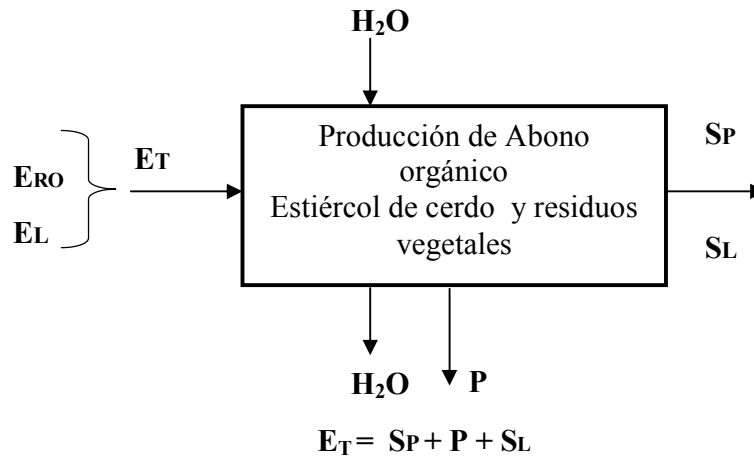 H₂O
Producción de Abono
orgánico
Estiércol de cerdo y residuos
vegetales
ERO
EL
ET
SP
SL
H₂O
P
ET = SP + P + SL